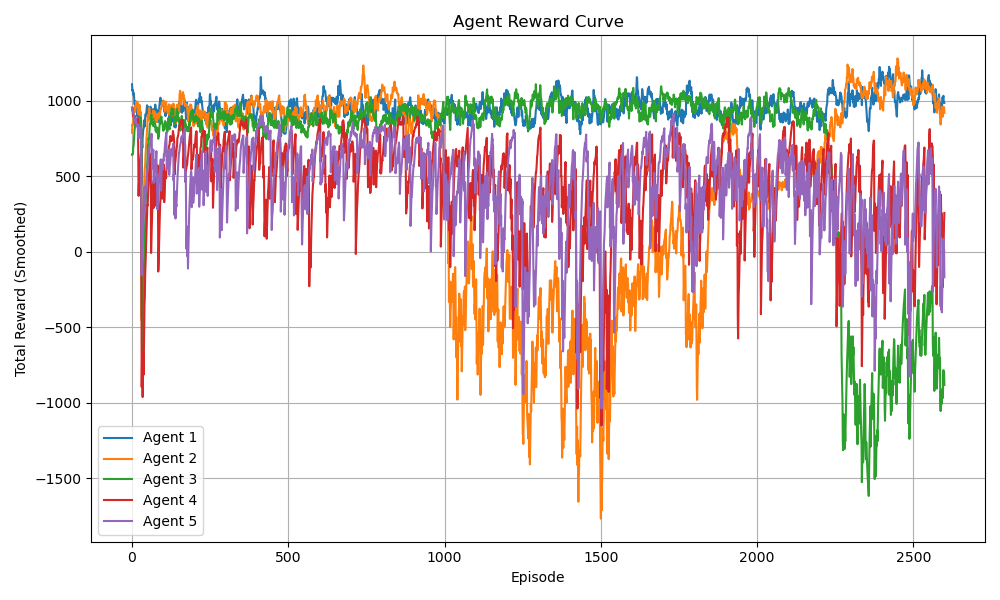 Agent Reward Curve
Total Reward (Smoothed)
1000
500
0
−500
−1000
−1500
Agent 1
Agent 2
Agent 3
Agent 4
Agent 5
0 500 1000 1500 2000 2500
Episode